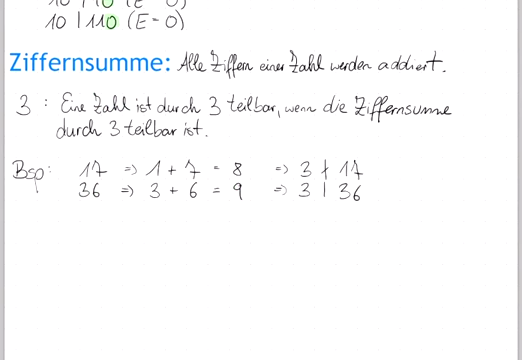 10 | 110 (E = 0)
Ziffernsumme: Alle Ziffern einer Zahl werden addiert.
3 : Eine Zahl ist durch 3 teilbar, wenn die Ziffernsumme
durch 3 teilbar ist.
Bsp: 17 => 1 + 7 = 8 => 3 ∤ 17
36 => 3 + 6 = 9 => 3 | 36